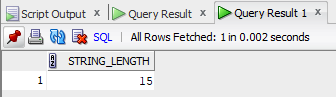 Script Output Query Result Query Result 1
SQL All Rows Fetched: 1 in 0.002 seconds
STRING_LENGTH
1 15